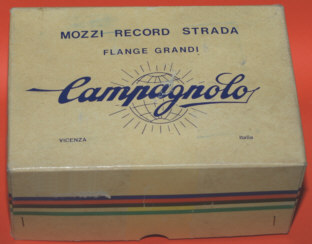 MOZZI RECORD STRADA
FLANGE GRANDI
Campagnolo
VICENZA Italia